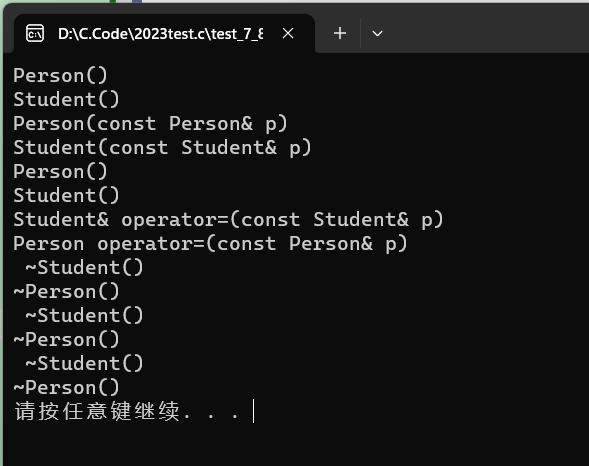 D:\C.Code\2023test.c\test_7_8
Person()
Student()
Person(const Person& p)
Student(const Student& p)
Person()
Student()
Student& operator=(const Student& p)
Person operator=(const Person& p)
 ~Student()
~Person()
 ~Student()
~Person()
 ~Student()
~Person()
请按任意键继续. . .